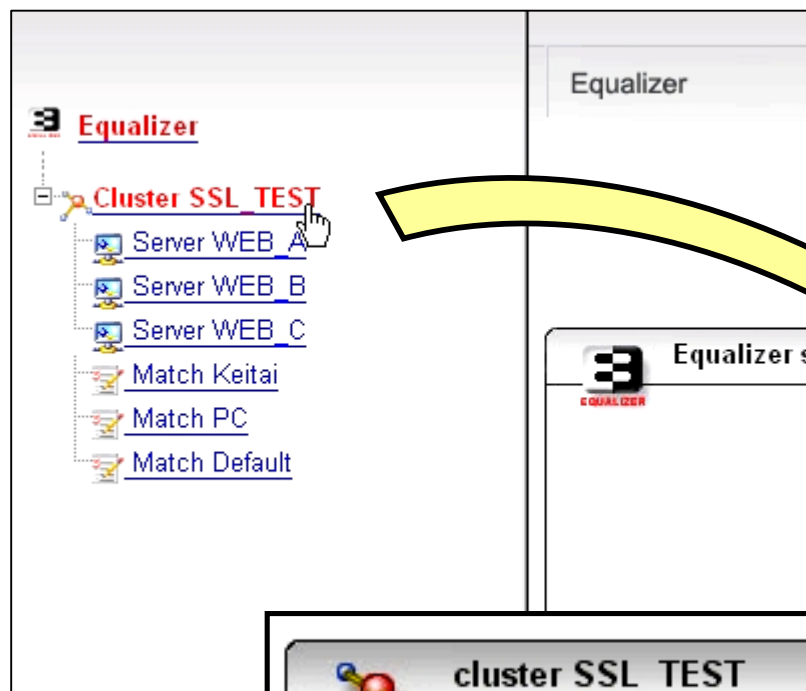 Equalizer
Equalizer
Cluster SSL_TEST
Server WEB_A
Server WEB_B
Server WEB_C
Match Keitai
Match PC
Match Default
Equalizer s
EQUALIZER
cluster SSL_TEST